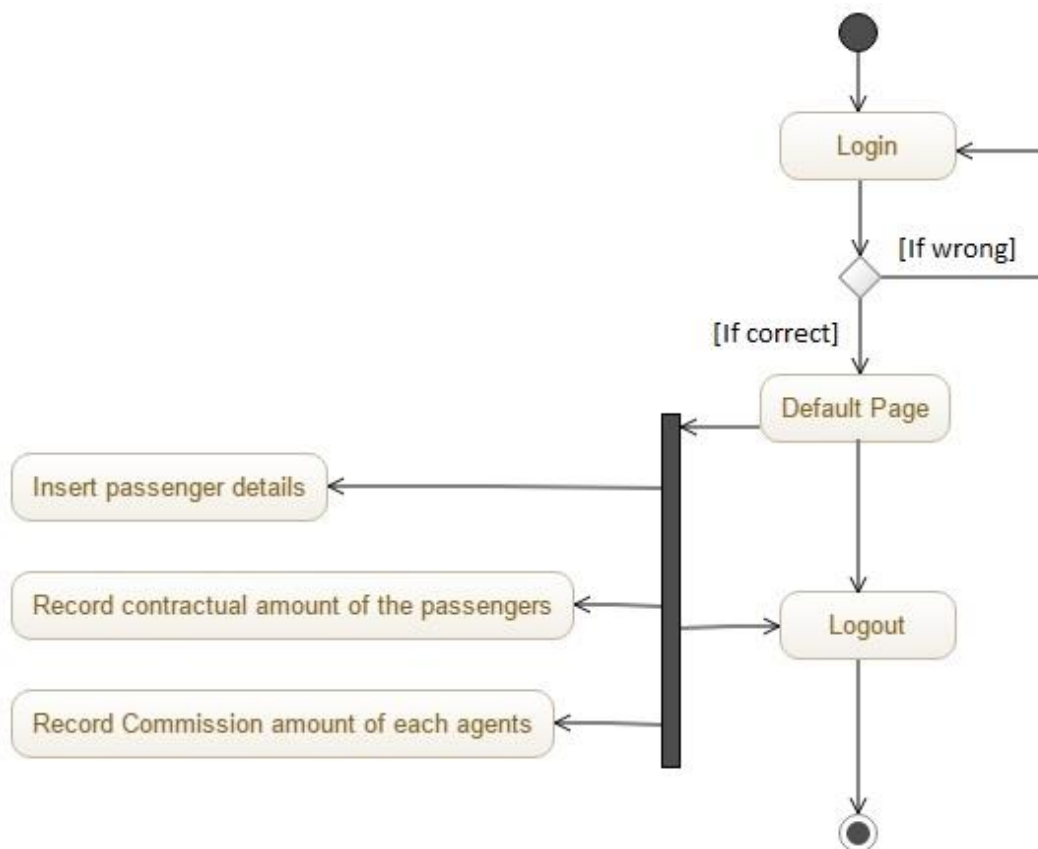 Login
[If wrong]
[If correct]
Default Page
Insert passenger details
Record contractual amount of the passengers
Logout
Record Commission amount of each agents